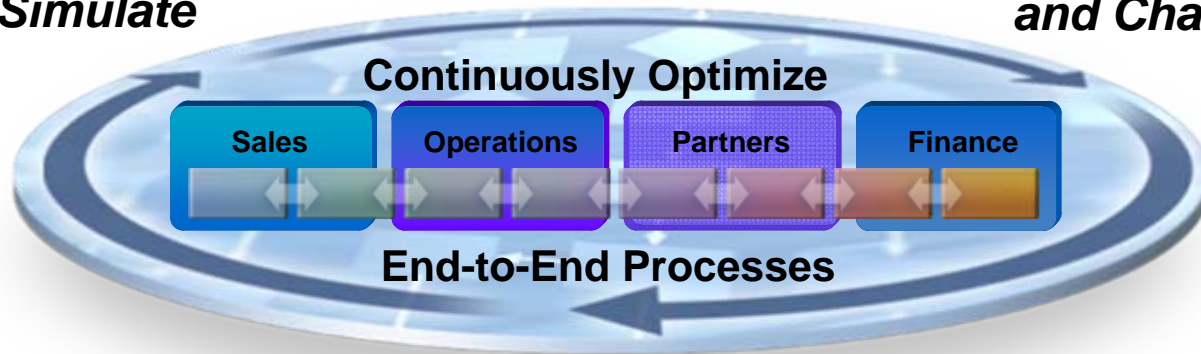 Simulate
and Cha
Continuously Optimize
Sales
Operations
Partners
Finance
End-to-End Processes